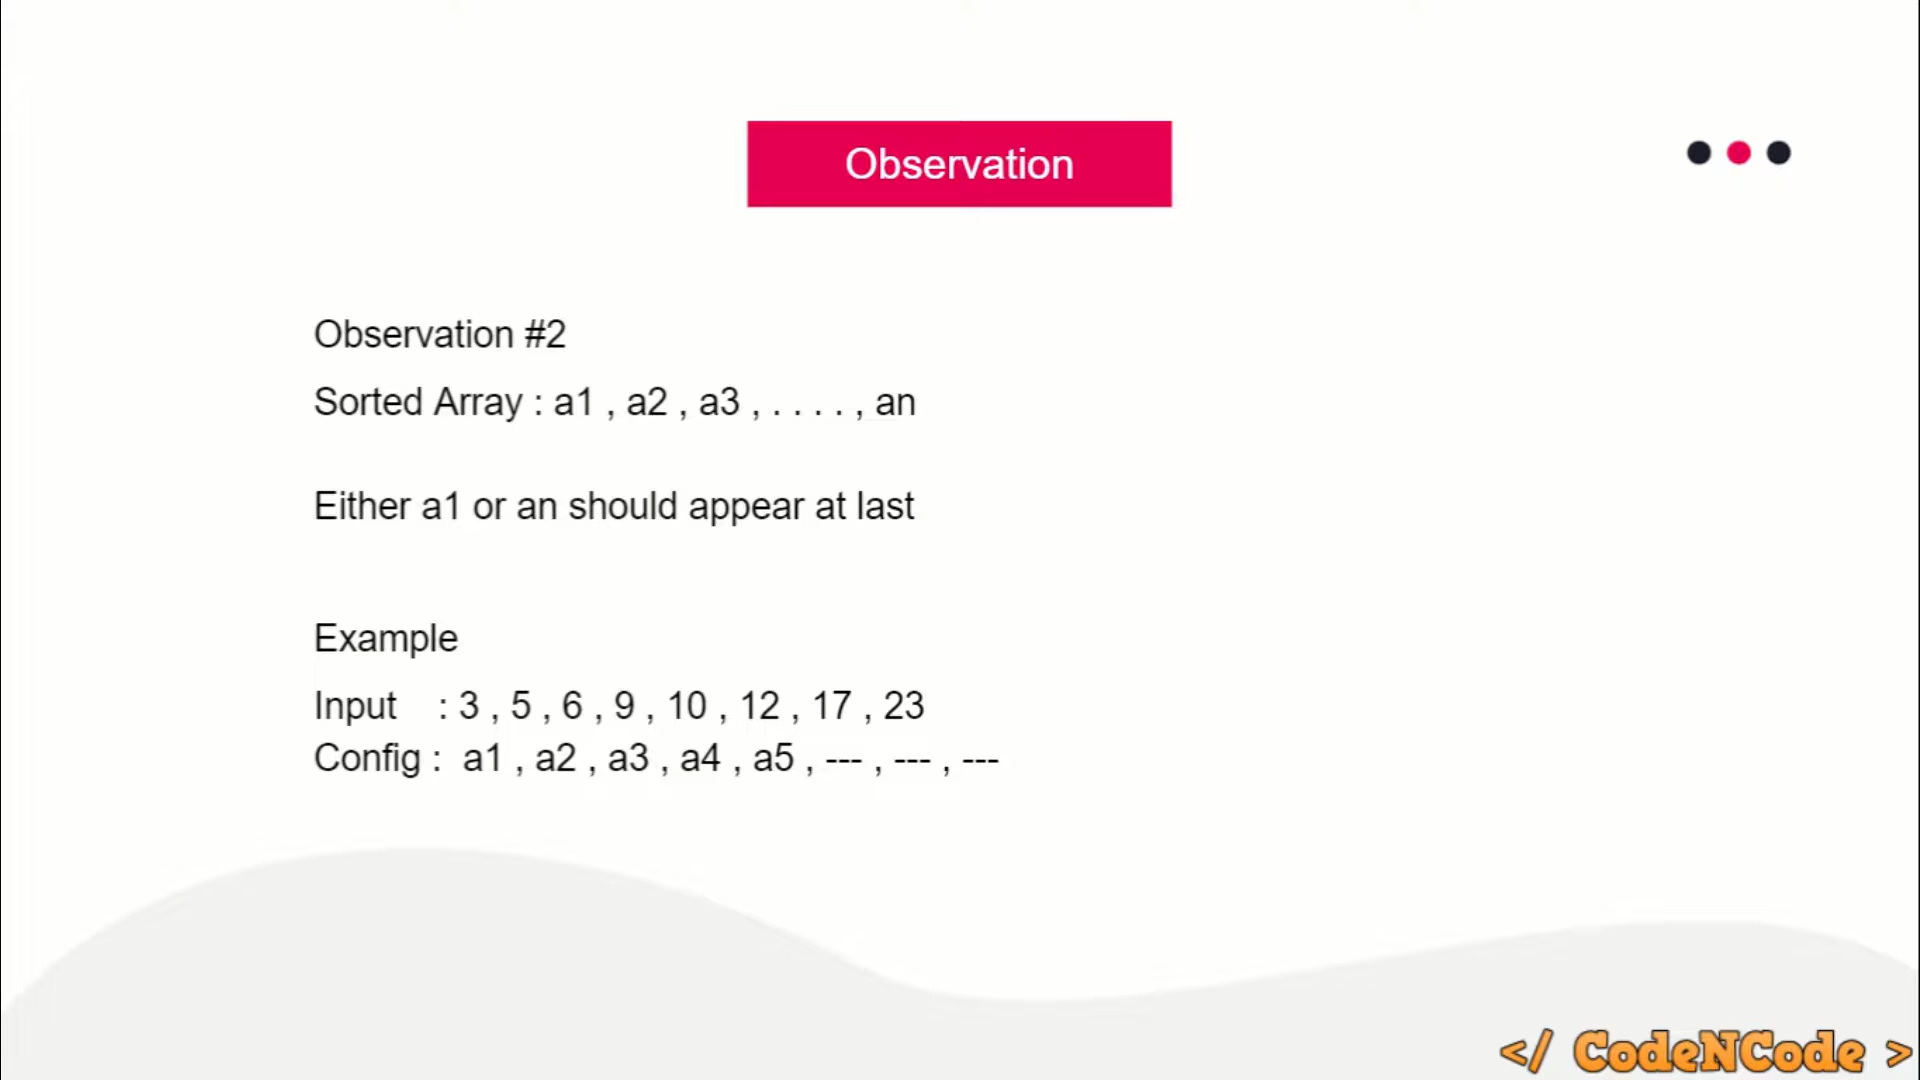 Observation
Observation #2
Sorted Array : a1 , a2 , a3 , . . . . , an
Either a1 or an should appear at last
Example
Input : 3 , 5 , 6 , 9 , 10 , 12 , 17 , 23
Config : a1 , a2 , a3 , a4 , a5 , --- , --- , ---
</ CodeNCode >